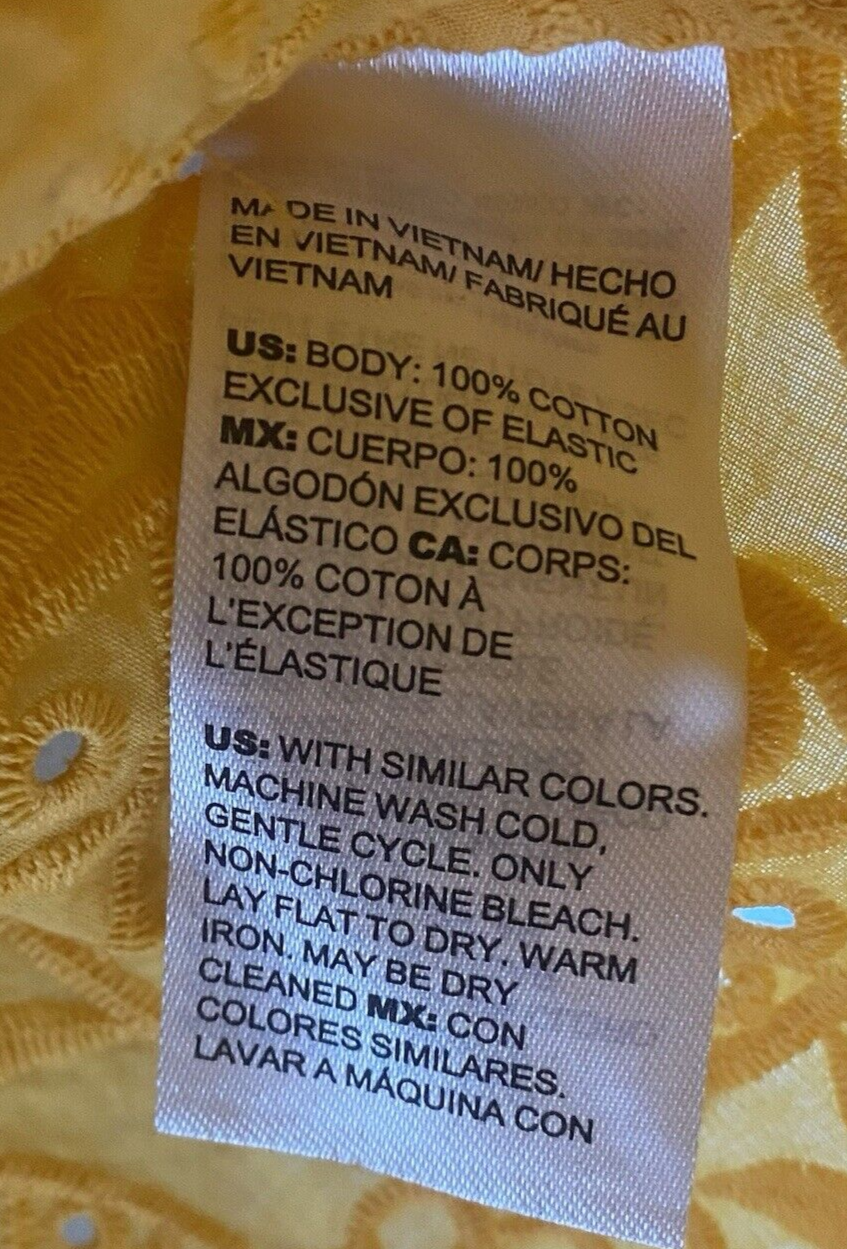 MADE IN VIETNAM/ HECHO
EN VIETNAM/ FABRIQUÉ AU
VIETNAM
US: BODY: 100% COTTON
EXCLUSIVE OF ELASTIC
MX: CUERPO: 100%
ALGODÓN EXCLUSIVO DEL
ELÁSTICO CA: CORPS:
100% COTON À
L'EXCEPTION DE
L'ÉLASTIQUE
US: WITH SIMILAR COLORS.
MACHINE WASH COLD,
GENTLE CYCLE. ONLY
NON-CHLORINE BLEACH.
LAY FLAT TO DRY. WARM
IRON. MAY BE DRY
CLEANED MX: CON
COLORES SIMILARES.
LAVAR A MÁQUINA CON